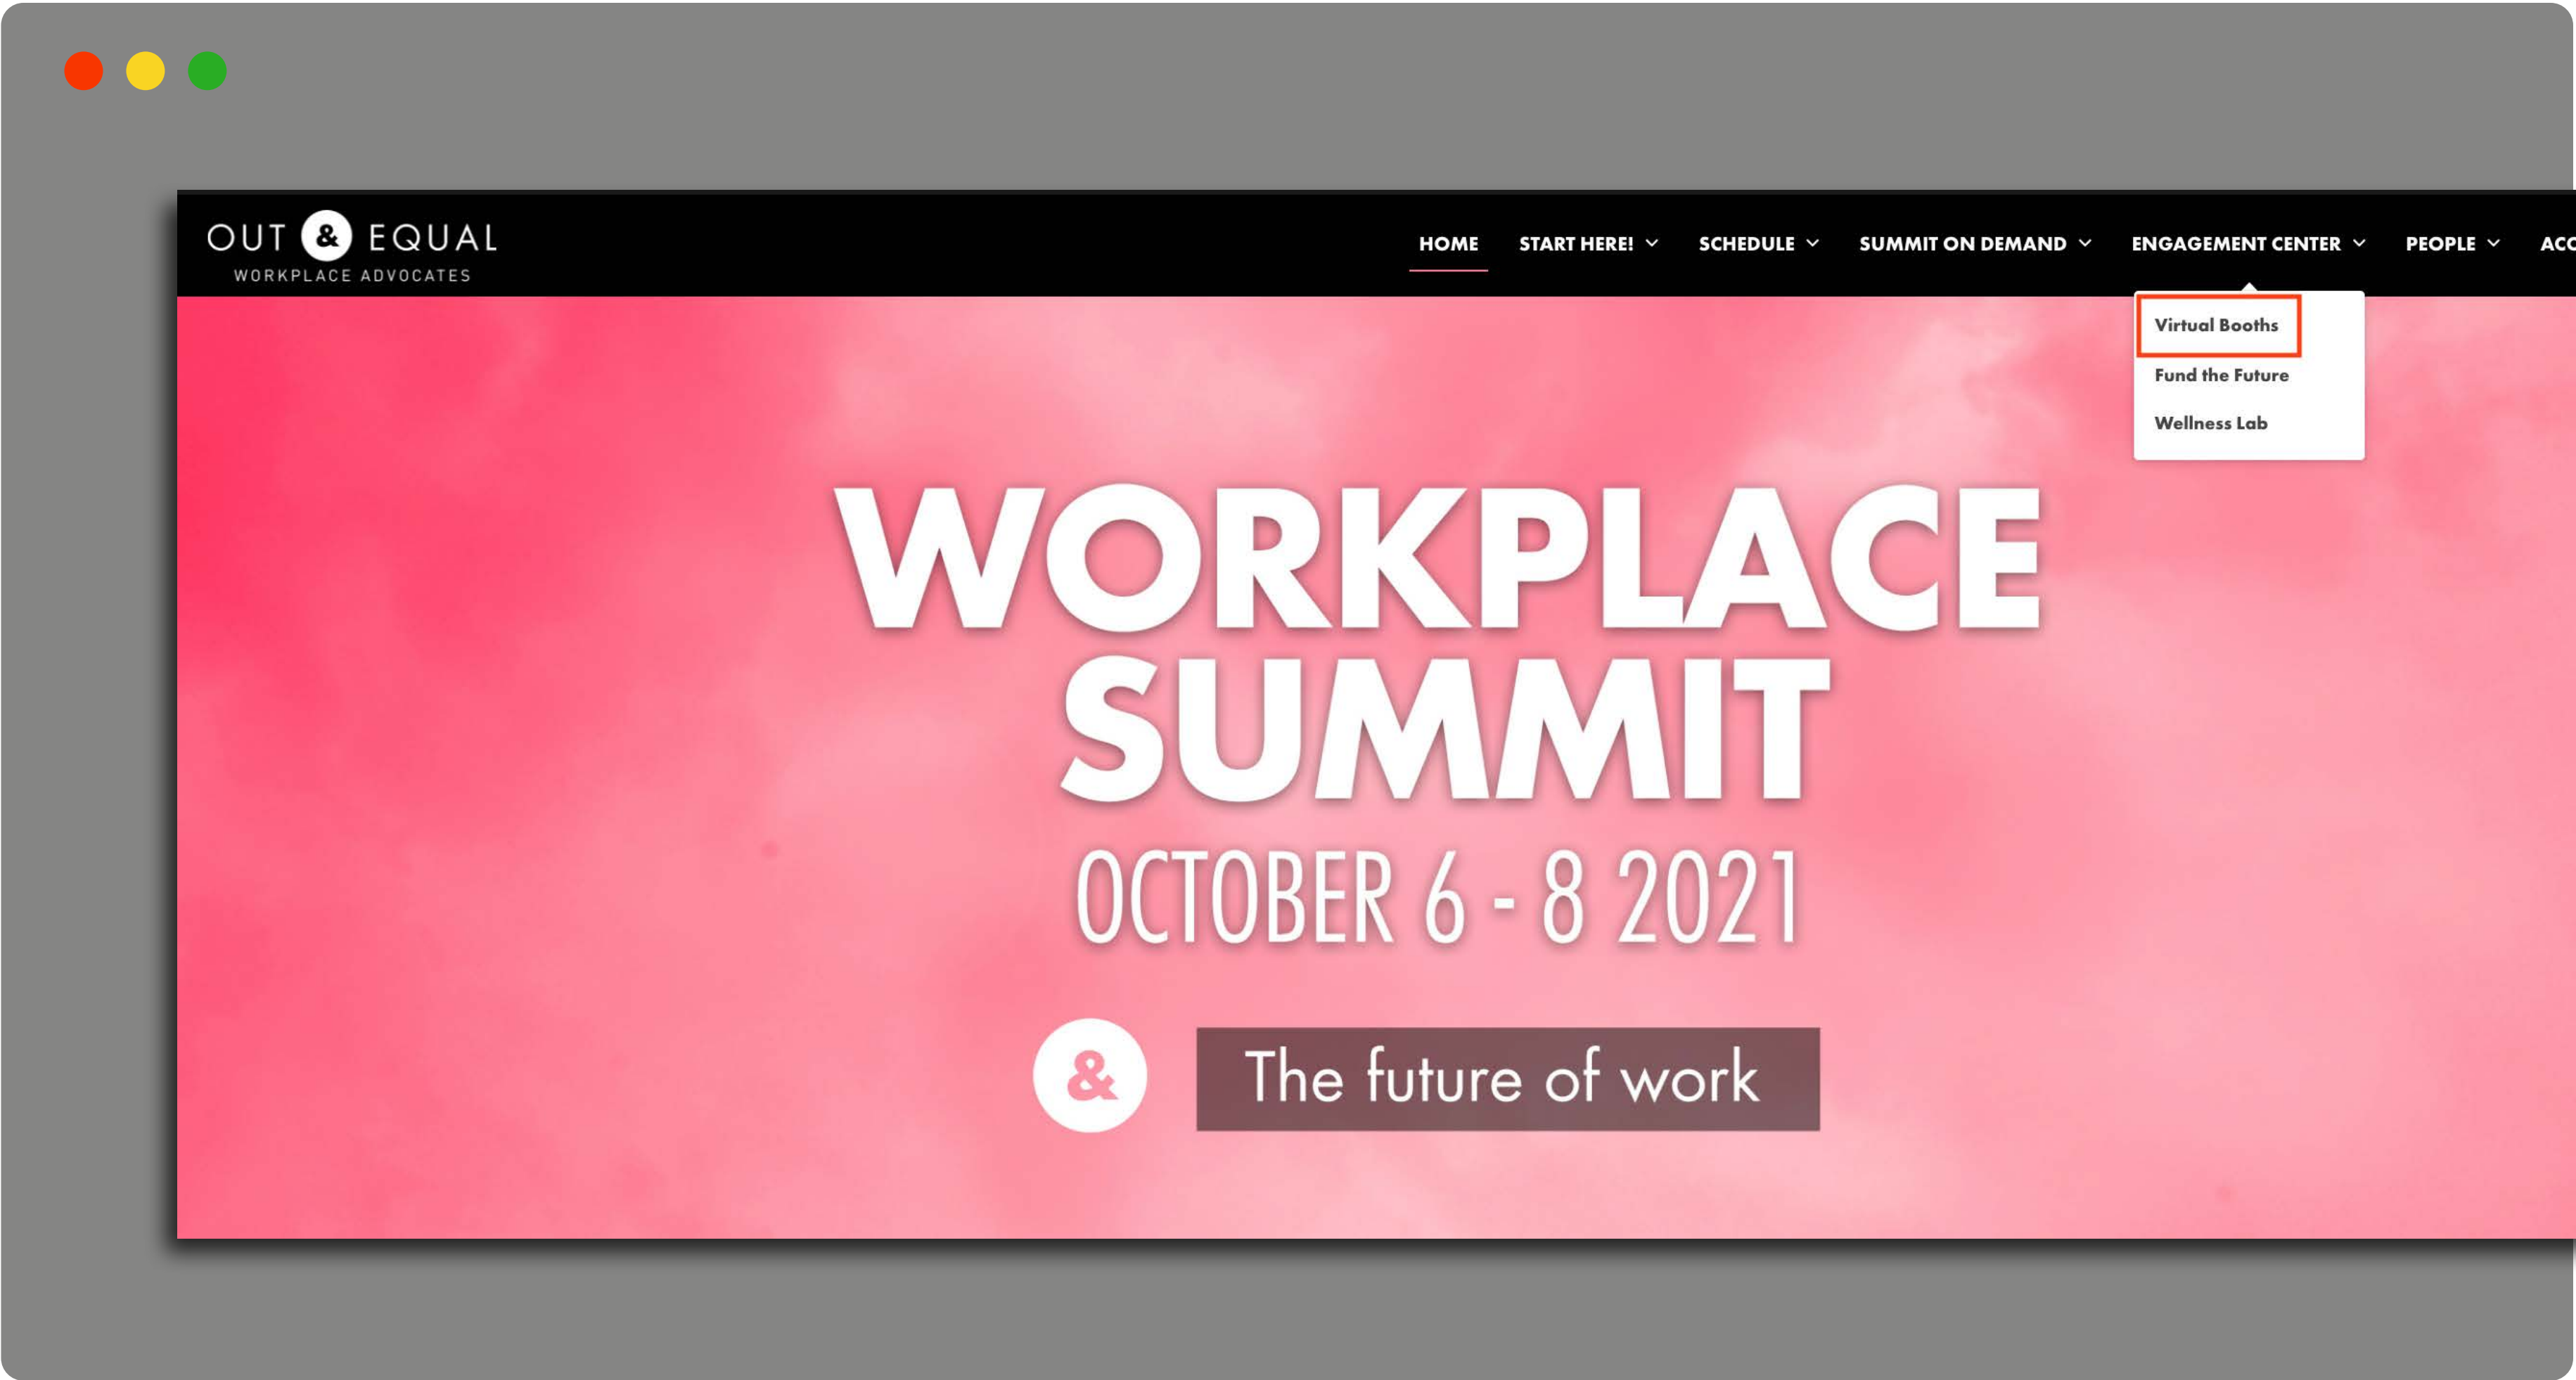 OUT & EQUAL
WORKPLACE ADVOCATES
HOME START HERE! SCHEDULE SUMMIT ON DEMAND ENGAGEMENT CENTER PEOPLE
Virtual Booths
Fund the Future
Wellness Lab
WORKPLACE
SUMMIT
OCTOBER 6 - 8 2021
& The future of work